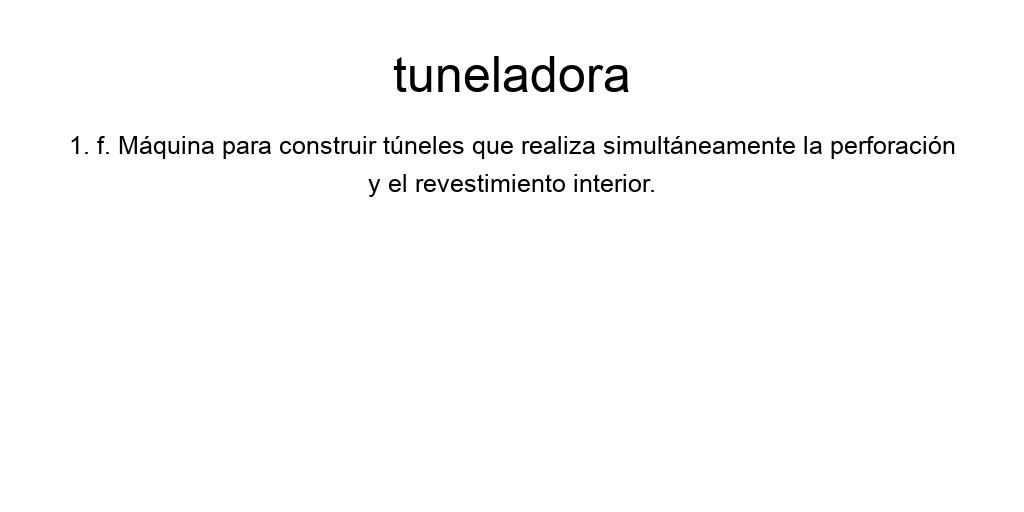 tuneladora
1. f. Máquina para construir túneles que realiza simultáneamente la perforación
y el revestimiento interior.